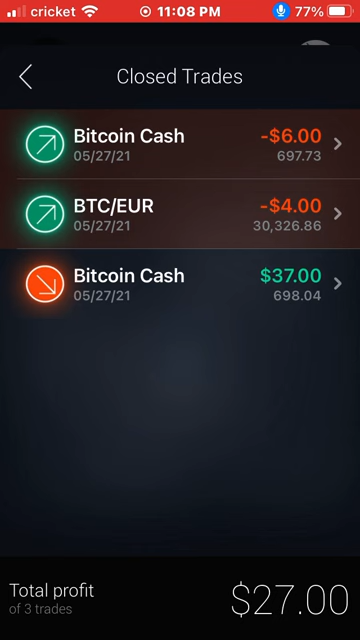 cricket 11:08 PM 77%
Closed Trades
Bitcoin Cash -$6.00
05/27/21 697.73
BTC/EUR -$4.00
05/27/21 30,326.86
Bitcoin Cash $37.00
05/27/21 698.04
Total profit
of 3 trades
$27.00